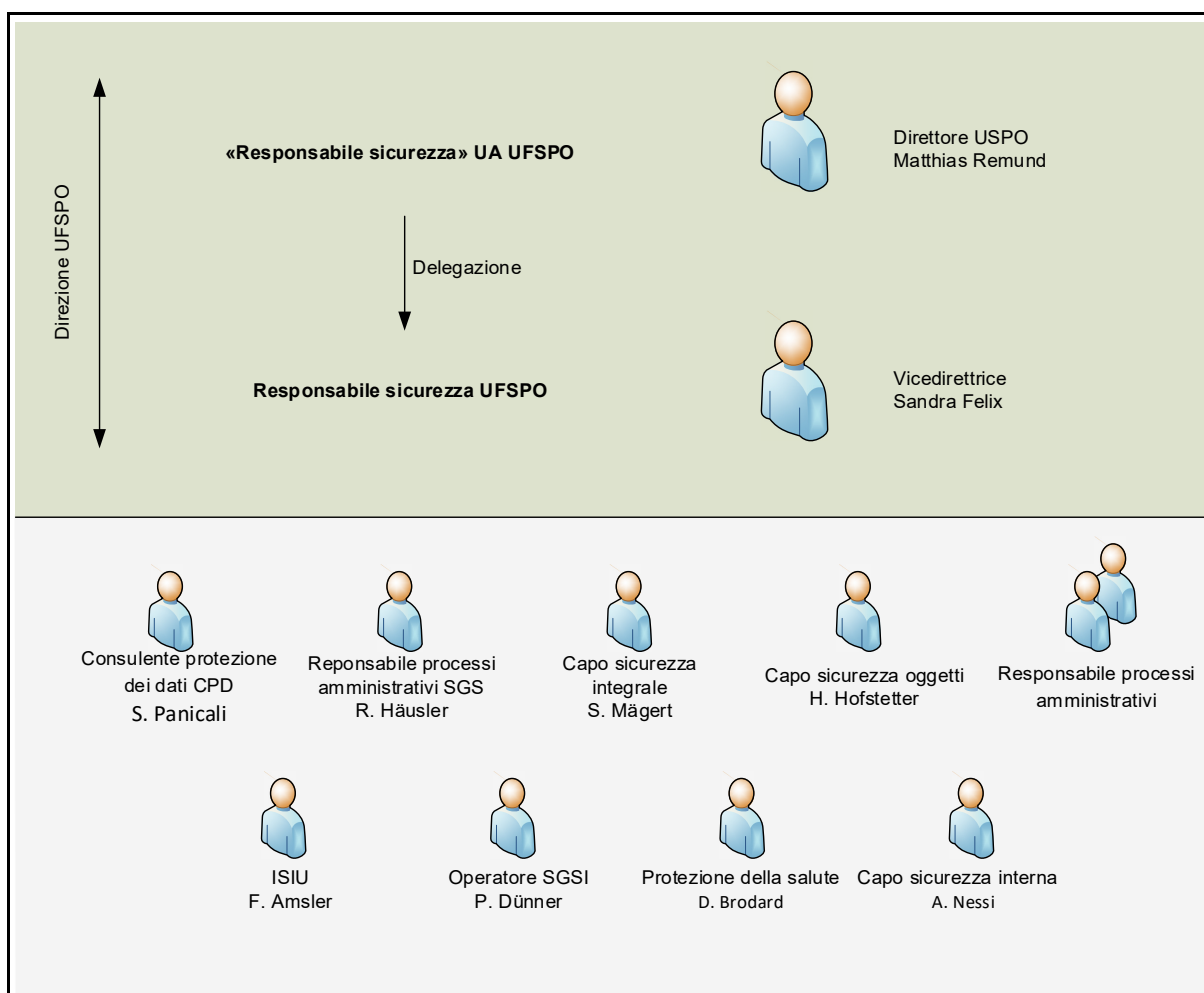 Direzione UFSPO
«Responsabile sicurezza» UA UFSPO
Direttore USPO
Matthias Remund
Delegazione
Responsabile sicurezza UFSPO
Vicedirettrice
Sandra Felix
Consulente protezione
dei dati CPD
S. Panicali
Reponsabile processi
amministrativi SGS
R. Häusler
Capo sicurezza
integrale
S. Mägert
Capo sicurezza oggetti
H. Hofstetter
Responsabile processi
amministrativi
ISIU
F. Amsler
Operatore SGSI
P. Dünner
Protezione della salute
D. Brodard
Capo sicurezza interna
A. Nessi